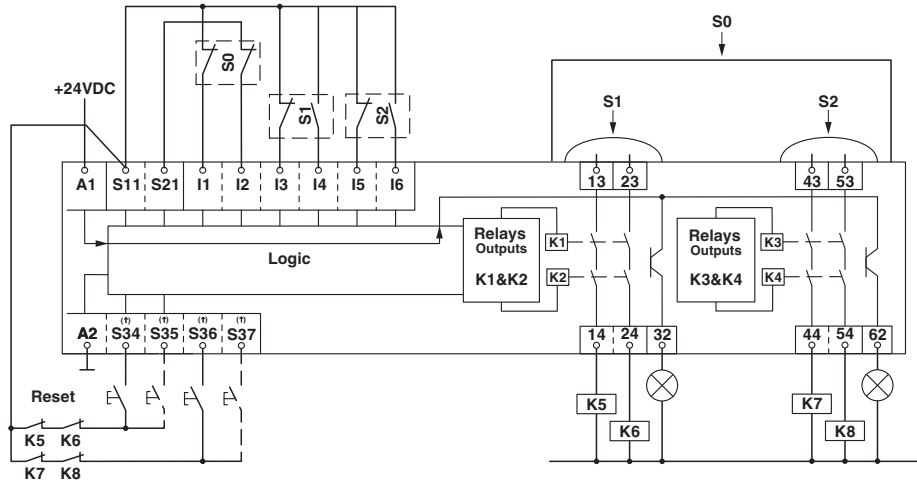 S0
S0
S1
S2
S1
S2
+24VDC
A1 S11 S21 I1 I2 I3 I4 I5 I6
13 23
43 53
Logic
Relays
Outputs
K1&K2
K1
K2
Relays
Outputs
K3&K4
K3
K4
A2 S34 S35 S36 S37
(↑) (↑) (↑) (↑)
14 24 32
44 54 62
Reset
K5 K6
K7 K8
K5
K6
K7
K8